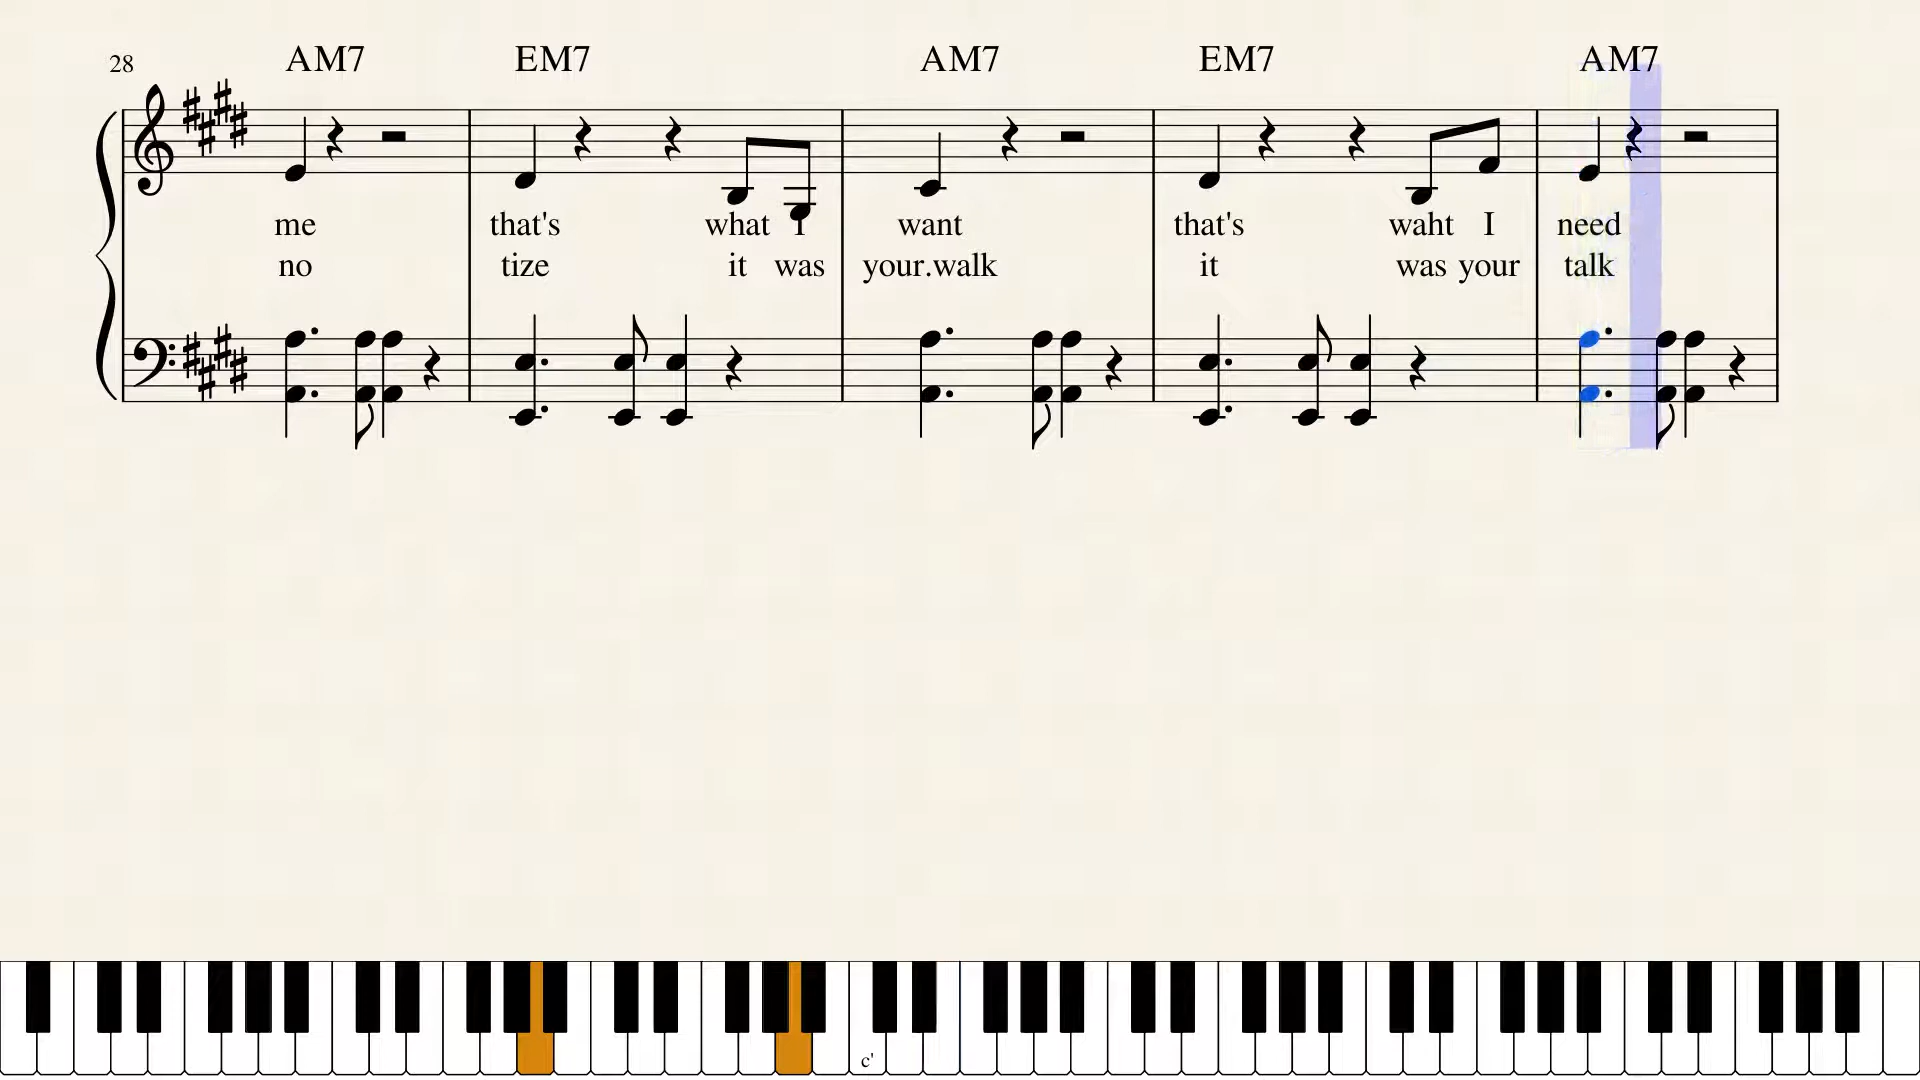 28 AM7 EM7 AM7 EM7 AM7
me that's what I want that's waht I need
no tize it was your.walk it was your talk
c'